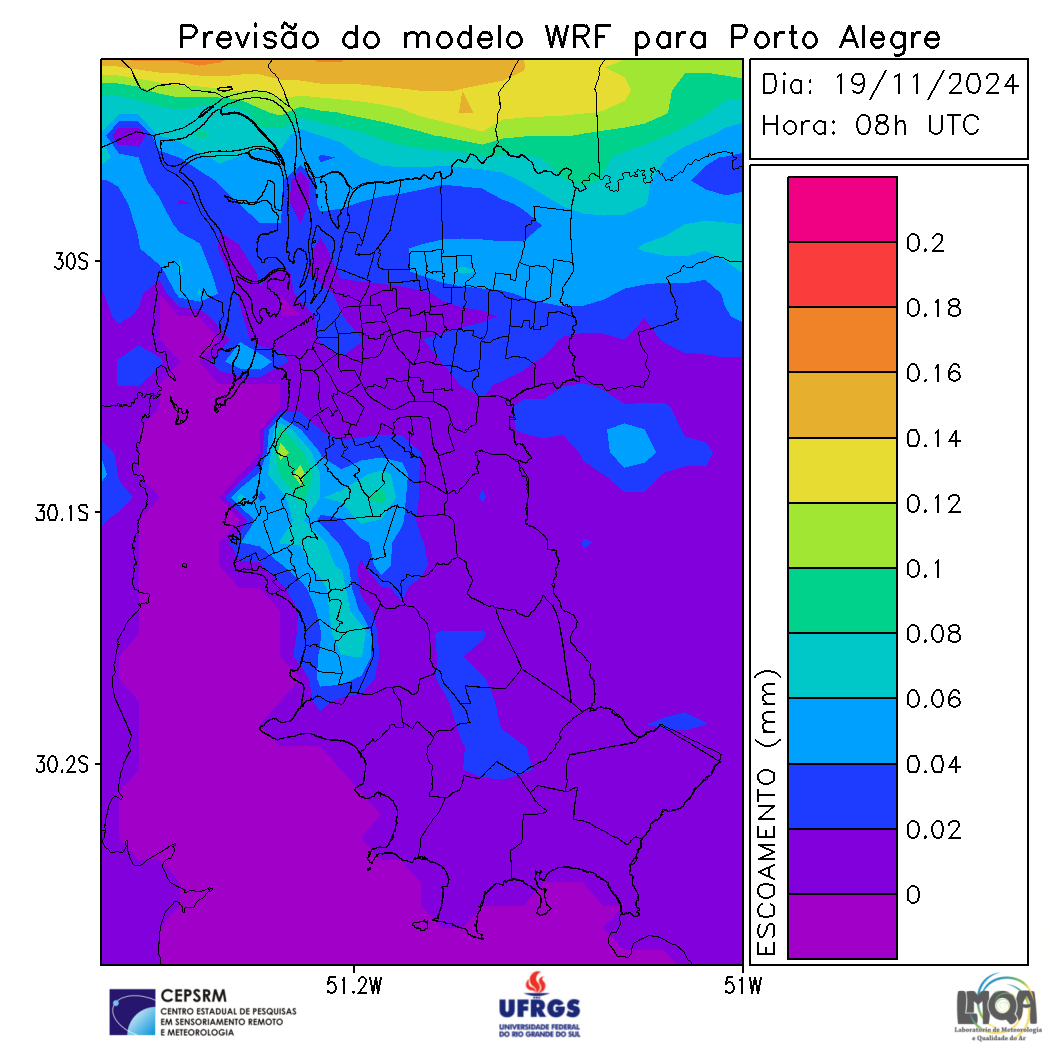 Previsão do modelo WRF para Porto Alegre
Dia: 19/11/2024
Hora: 08h UTC
30S
30.1S
30.2S
51.2W
51W
ESCOAMENTO (mm)
0.2
0.18
0.16
0.14
0.12
0.1
0.08
0.06
0.04
0.02
0
CEPSRM
CENTRO ESTADUAL DE PESQUISAS
EM SENSORIAMENTO REMOTO
E METEOROLOGIA
UFRGS
UNIVERSIDADE FEDERAL
DO RIO GRANDE DO SUL
LMQA
Laboratório de Meteorologia
e Qualidade do Ar